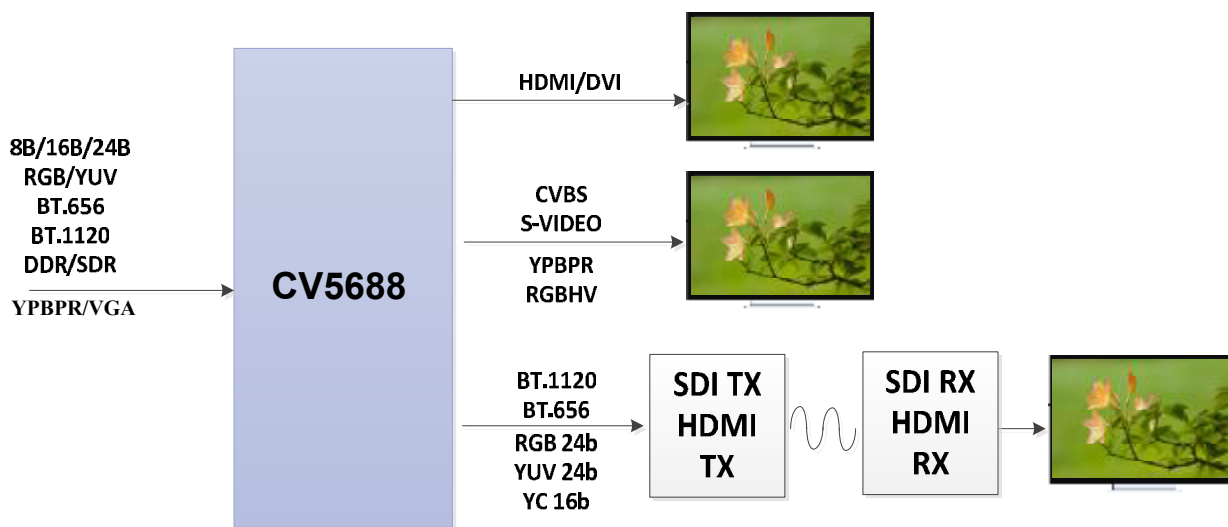 8B/16B/24B
RGB/YUV
BT.656
BT.1120
DDR/SDR
YPBPR/VGA
CV5688
HDMI/DVI
CVBS
S-VIDEO
YPBPR
RGBHV
BT.1120
BT.656
RGB 24b
YUV 24b
YC 16b
SDI TX
HDMI
TX
SDI RX
HDMI
RX